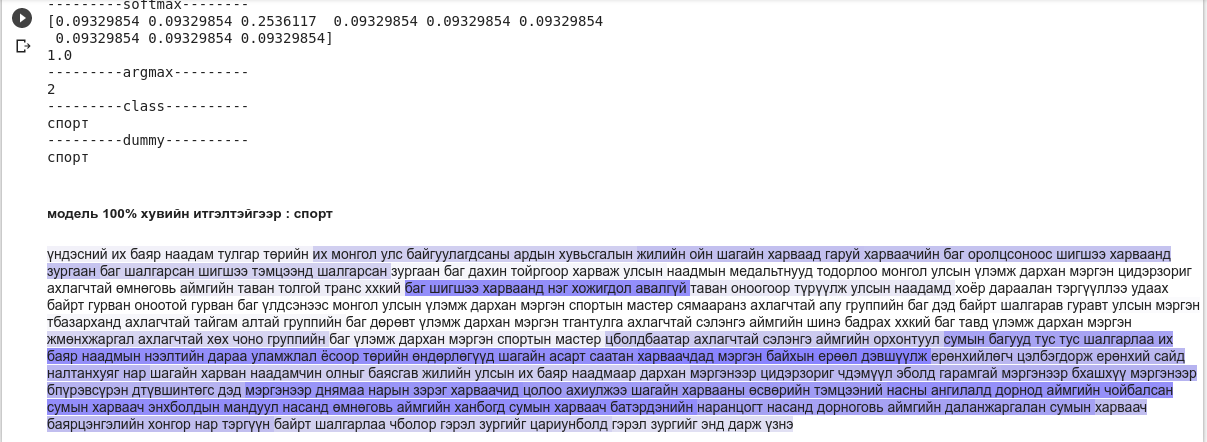 ---------softmax--------
[0.09329854 0.09329854 0.2536117  0.09329854 0.09329854 0.09329854
 0.09329854 0.09329854 0.09329854]
1.0
---------argmax---------
2
---------class----------
спорт
---------dummy----------
спорт
модель 100% хувийн итгэлтэйгээр : спорт
үндэсний их баяр наадам тулгар төрийн их монгол улс байгуулагдсаны ардын хувьсгалын жилийн ойн шагайн харваад гаруй харваачийн баг оролцсоноос шигшээ харваанд
зургаан баг шалгарсан шигшээ тэмцээнд шалгарсан зургаан баг дахин тойргоор харваж улсын наадмын медальтнууд тодорлоо монгол улсын үлэмж дархан мэргэн цидэрзориг
ахлагчтай өмнөговь аймгийн таван толгой транс ххкий баг шигшээ харваанд нэг хожигдол авалгүй таван оноогоор түрүүлж улсын наадамд хоёр дараалан тэргүүллээ удаах
байрт гурван оноотой гурван баг үлдсэнээс монгол улсын үлэмж дархан мэргэн спортын мастер сямааранз ахлагчтай апу группийн баг дэд байрт шалгарав гуравт улсын мэргэн
тбазарханд ахлагчтай тайгам алтай группийн баг дөрөвт үлэмж дархан мэргэн тгантулга ахлагчтай сэлэнгэ аймгийн шинэ бадрах ххкий баг тавд үлэмж дархан мэргэн
жмөнхжаргал ахлагчтай хөх чоно группийн баг үлэмж дархан мэргэн спортын мастер цболдбаатар ахлагчтай сэлэнгэ аймгийн орхонтуул сумын багууд тус тус шалгарлаа их
баяр наадмын нээлтийн дараа уламжлал ёсоор төрийн өндөрлөгүүд шагайн асарт саатан харваачдад мэргэн байхын ерөөл дэвшүүлж ерөнхийлөгч цэлбэгдорж ерөнхий сайд
налтанхуяг нар шагайн харван наадамчин олныг баясгав жилийн улсын их баяр наадмаар дархан мэргэнээр цидэрзориг чдэмүүл эболд гарамгай мэргэнээр бхашхүү мэргэнээр
бпүрэвсүрэн дтүвшинтөгс дэд мэргэнээр днямаа нарын зэрэг харваачид цолоо ахиулжээ шагайн харвааны өсвөрийн тэмцээний насны ангилалд дорнод аймгийн чойбалсан
сумын харваач энхболдын мандуул насанд өмнөговь аймгийн ханбогд сумын харваач батэрдэнийн наранцогт насанд дорноговь аймгийн даланжаргалан сумын харваач
баярцэнгэлийн хонгор нар тэргүүн байрт шалгарлаа чболор гэрэл зургийг цариунболд гэрэл зургийг энд дарж үзнэ